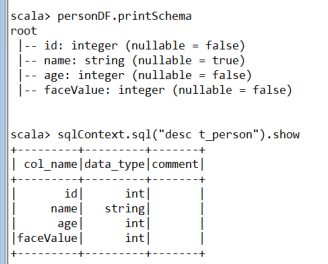 scala> personDF.printSchema
root
 |-- id: integer (nullable = false)
 |-- name: string (nullable = true)
 |-- age: integer (nullable = false)
 |-- faceValue: integer (nullable = false)
scala> sqlContext.sql("desc t_person").show
+---------+---------+-------+
| col_name|data_type|comment|
+---------+---------+-------+
|       id|      int|       |
|     name|   string|       |
|      age|      int|       |
|faceValue|      int|       |
+---------+---------+-------+